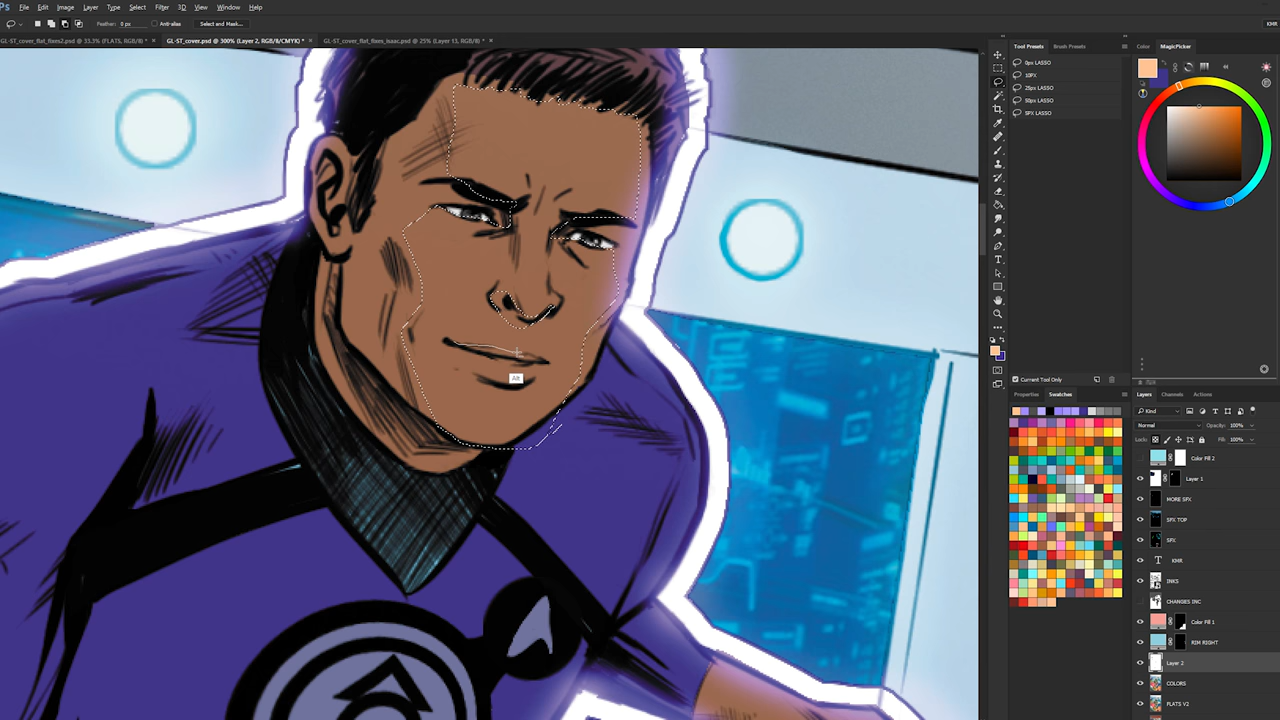 Ps File Edit Image Layer Type Select Filter 3D View Window Help
Feather: 0 px Anti-alias Select and Mask...
KMR
GL-ST_cover_flat_fixes2.psd @ 33.3% (FLATS, RGB/8) * × GL-ST_cover.psd @ 300% (Layer 2, RGB/8/CMYK) * × GL-ST_cover_flat_fixes_isaac.psd @ 25% (Layer 13, RGB/8) * ×
Tool Presets Brush Presets
0px LASSO
10PX
25px LASSO
50px LASSO
5PX LASSO
Current Tool Only
Color MagicPicker
Properties Swatches
Layers Channels Actions
Kind
Normal Opacity: 100%
Lock: Fill: 100%
Color Fill 2
Layer 1
MORE SFX
SFX TOP
SFX
T KMR
INKS
CHANGES INC
Color Fill 1
RIM RIGHT
Layer 2
COLORS
FLATS V2
Alt